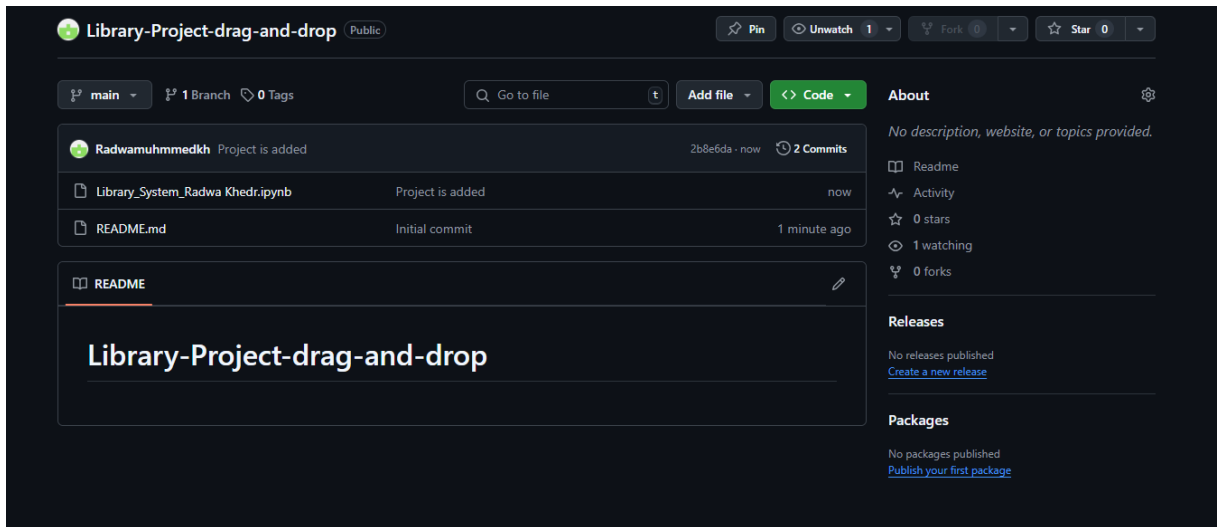 Library-Project-drag-and-drop Public
Pin
Unwatch 1
Fork 0
Star 0
main
1 Branch
0 Tags
Go to file
t
Add file
<> Code
Radwamuhmmedkh Project is added
2b8e6da · now
2 Commits
Library_System_Radwa Khedr.ipynb
Project is added
now
README.md
Initial commit
1 minute ago
README
Library-Project-drag-and-drop
About
No description, website, or topics provided.
Readme
Activity
0 stars
1 watching
0 forks
Releases
No releases published
Create a new release
Packages
No packages published
Publish your first package